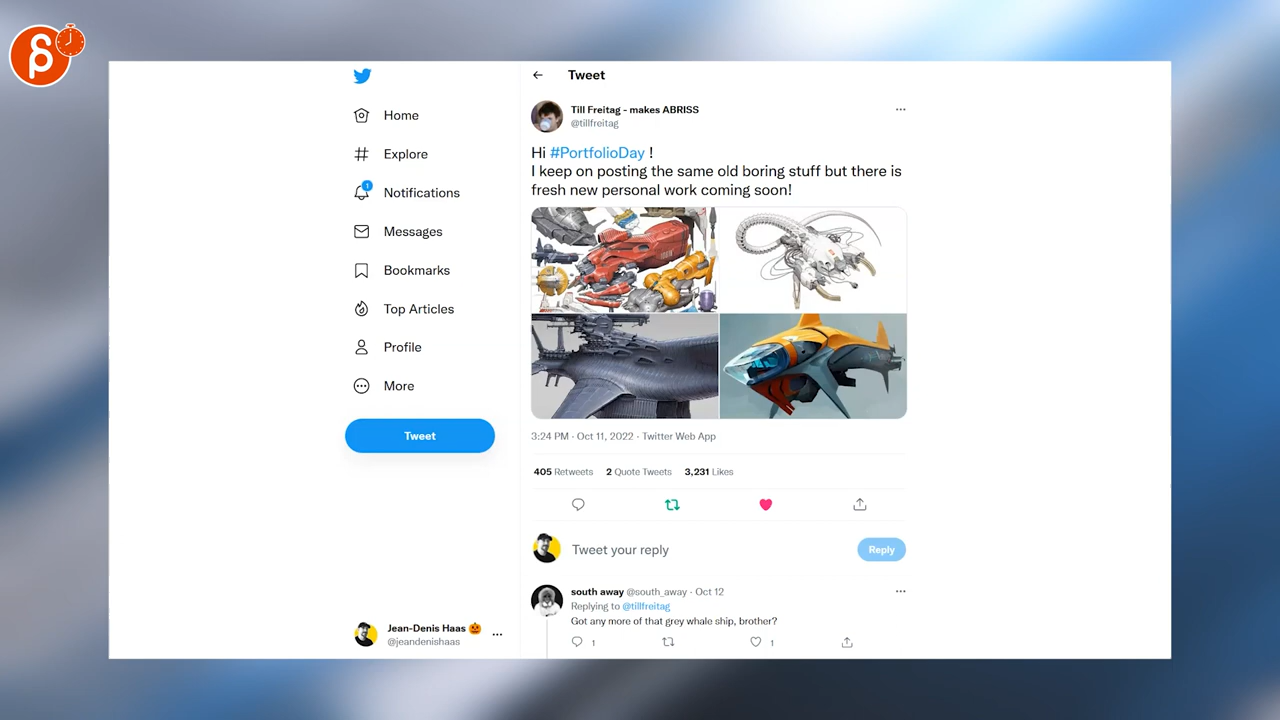 Home
Explore
1
Notifications
Messages
Bookmarks
Top Articles
Profile
More
Tweet
Jean-Denis Haas 🎃
@jeandenishaas
Tweet
Till Freitag - makes ABRISS
@tillfreitag
Hi #PortfolioDay !
I keep on posting the same old boring stuff but there is
fresh new personal work coming soon!
3:24 PM · Oct 11, 2022 · Twitter Web App
405 Retweets 2 Quote Tweets 3,231 Likes
Tweet your reply
Reply
south away @south_away · Oct 12
Replying to @tillfreitag
Got any more of that grey whale ship, brother?
1 1